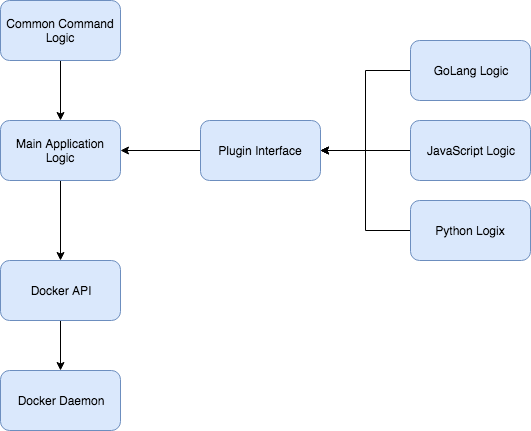 Common Command
Logic
GoLang Logic
Main Application
Logic
Plugin Interface
JavaScript Logic
Python Logix
Docker API
Docker Daemon